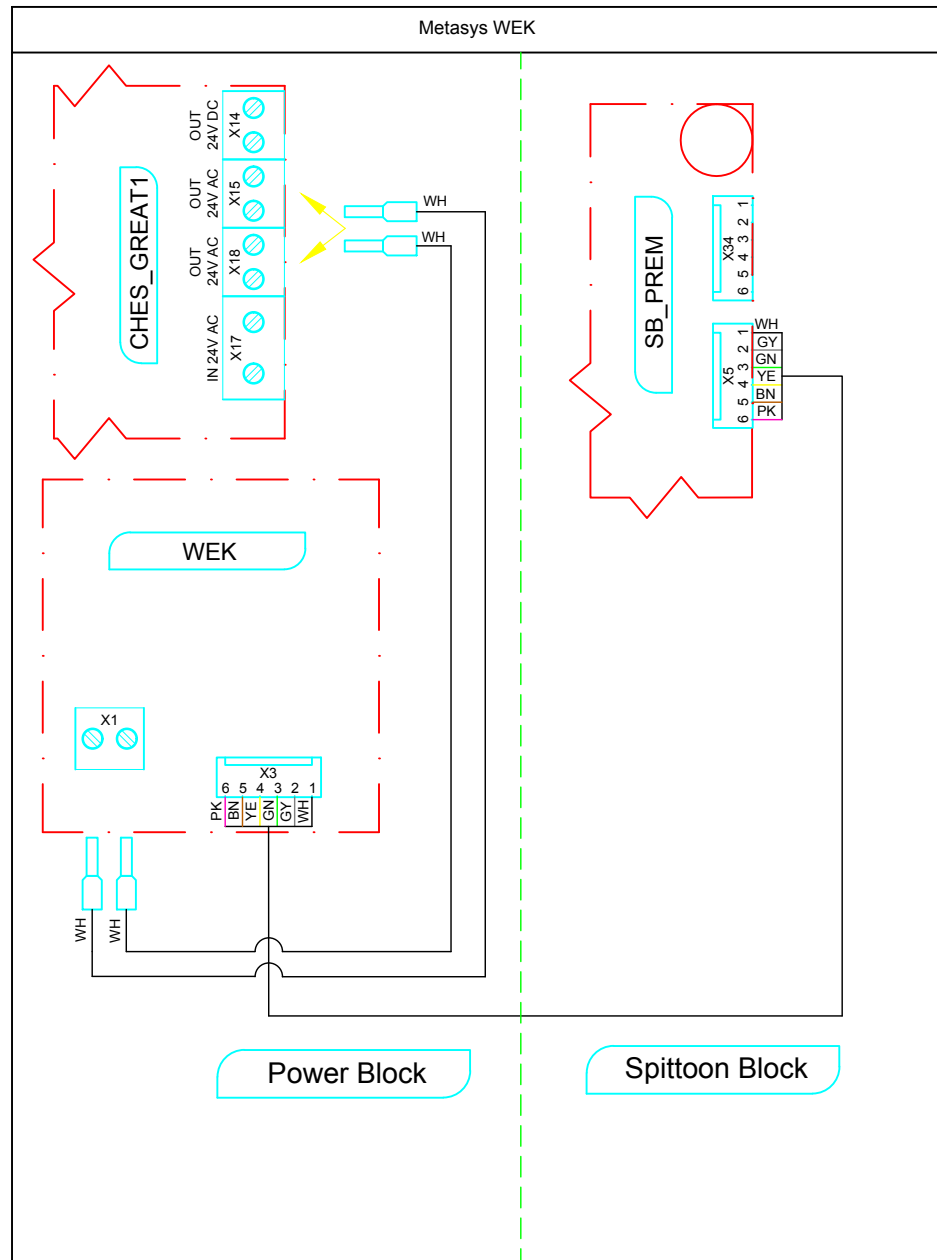 Metasys WEK
CHES_GREAT1
OUT
24V DC
X14
OUT
24V AC
X15
OUT
24V AC
X18
IN 24V AC
X17
WH
WH
SB_PREM
X34
1
2
3
4
5
6
X5
1
2
3
4
5
6
WH
GY
GN
YE
BN
PK
WEK
X1
X3
6 5 4 3 2 1
PK
BN
YE
GN
GY
WH
WH
WH
Power Block
Spittoon Block